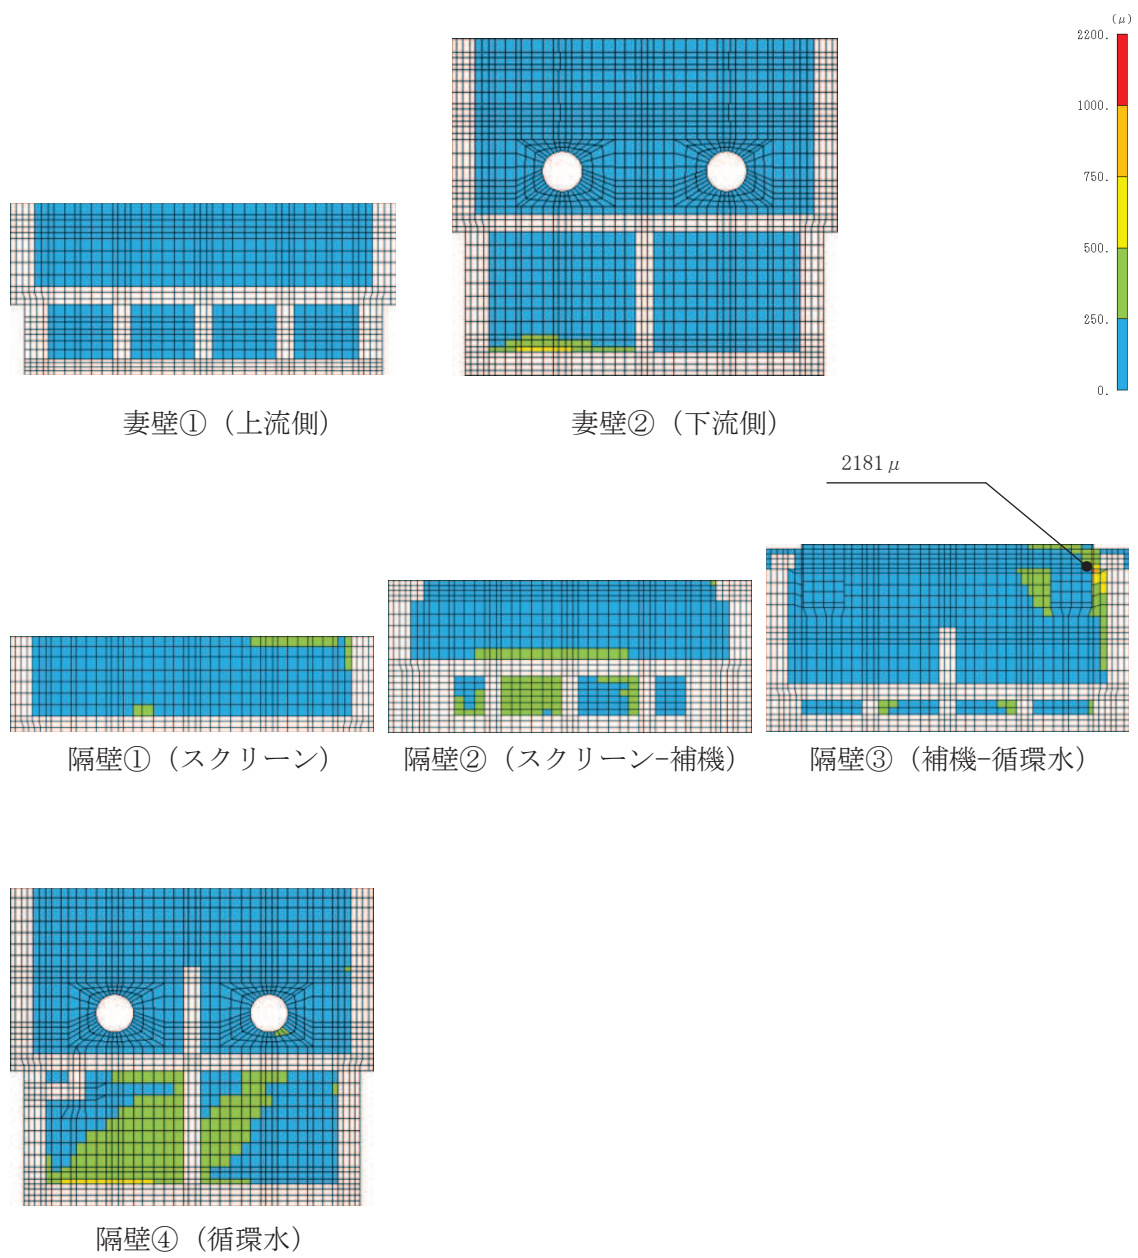 (μ)
2200.
1000.
750.
500.
250.
0.
妻壁①（上流側）
妻壁②（下流側）
2181μ
隔壁①（スクリーン）
隔壁②（スクリーン-補機）
隔壁③（補機-循環水）
隔壁④（循環水）